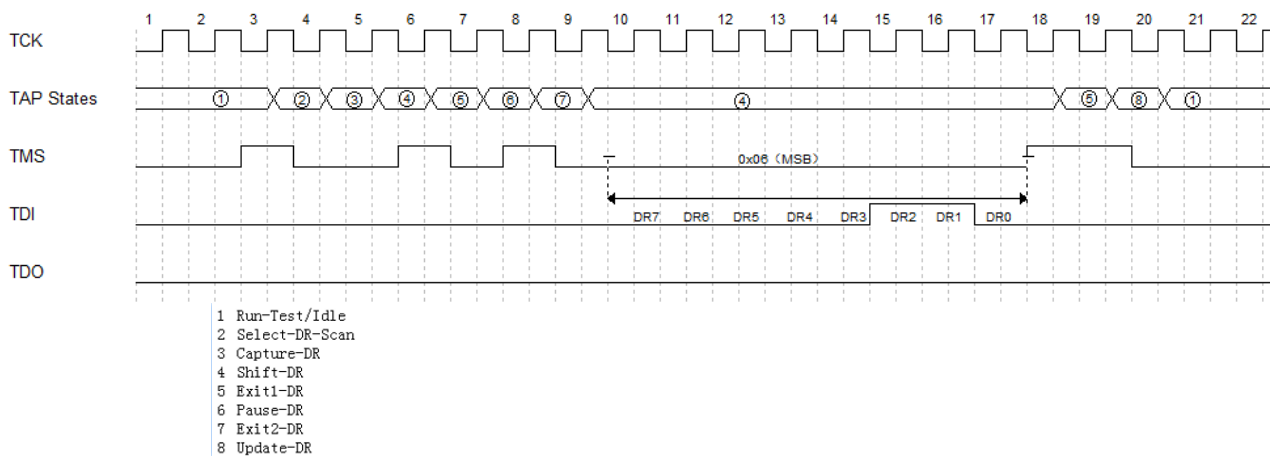 1 2 3 4 5 6 7 8 9 10 11 12 13 14 15 16 17 18 19 20 21 22
TCK
TAP States ① ② ③ ④ ⑤ ⑥ ⑦ ④ ⑤ ⑧ ①
TMS 0x06（MSB）
TDI DR7 DR6 DR5 DR4 DR3 DR2 DR1 DR0
TDO
1 Run-Test/Idle
2 Select-DR-Scan
3 Capture-DR
4 Shift-DR
5 Exit1-DR
6 Pause-DR
7 Exit2-DR
8 Update-DR